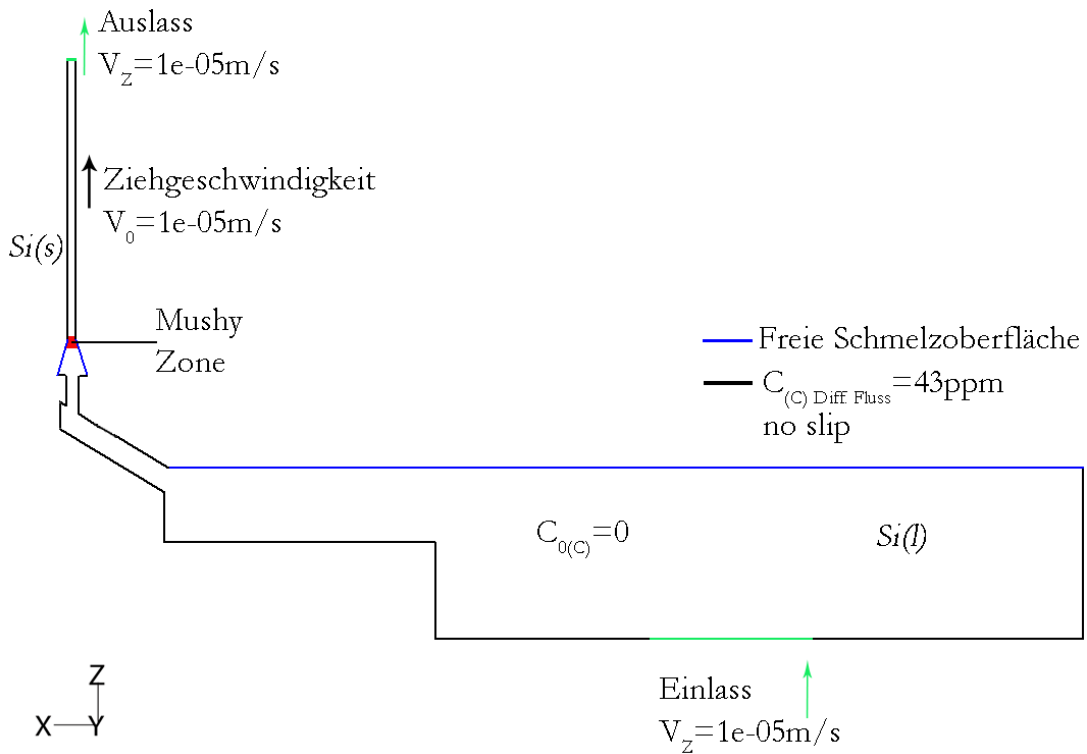 Auslass
V_Z=1e-05m/s
Ziehgeschwindigkeit
V_0=1e-05m/s
Si(s)
Mushy
Zone
Freie Schmelzoberfläche
C_(C) Diff. Fluss=43ppm
no slip
C_0(C)=0
Si(l)
Einlass
V_Z=1e-05m/s
Z
X
Y